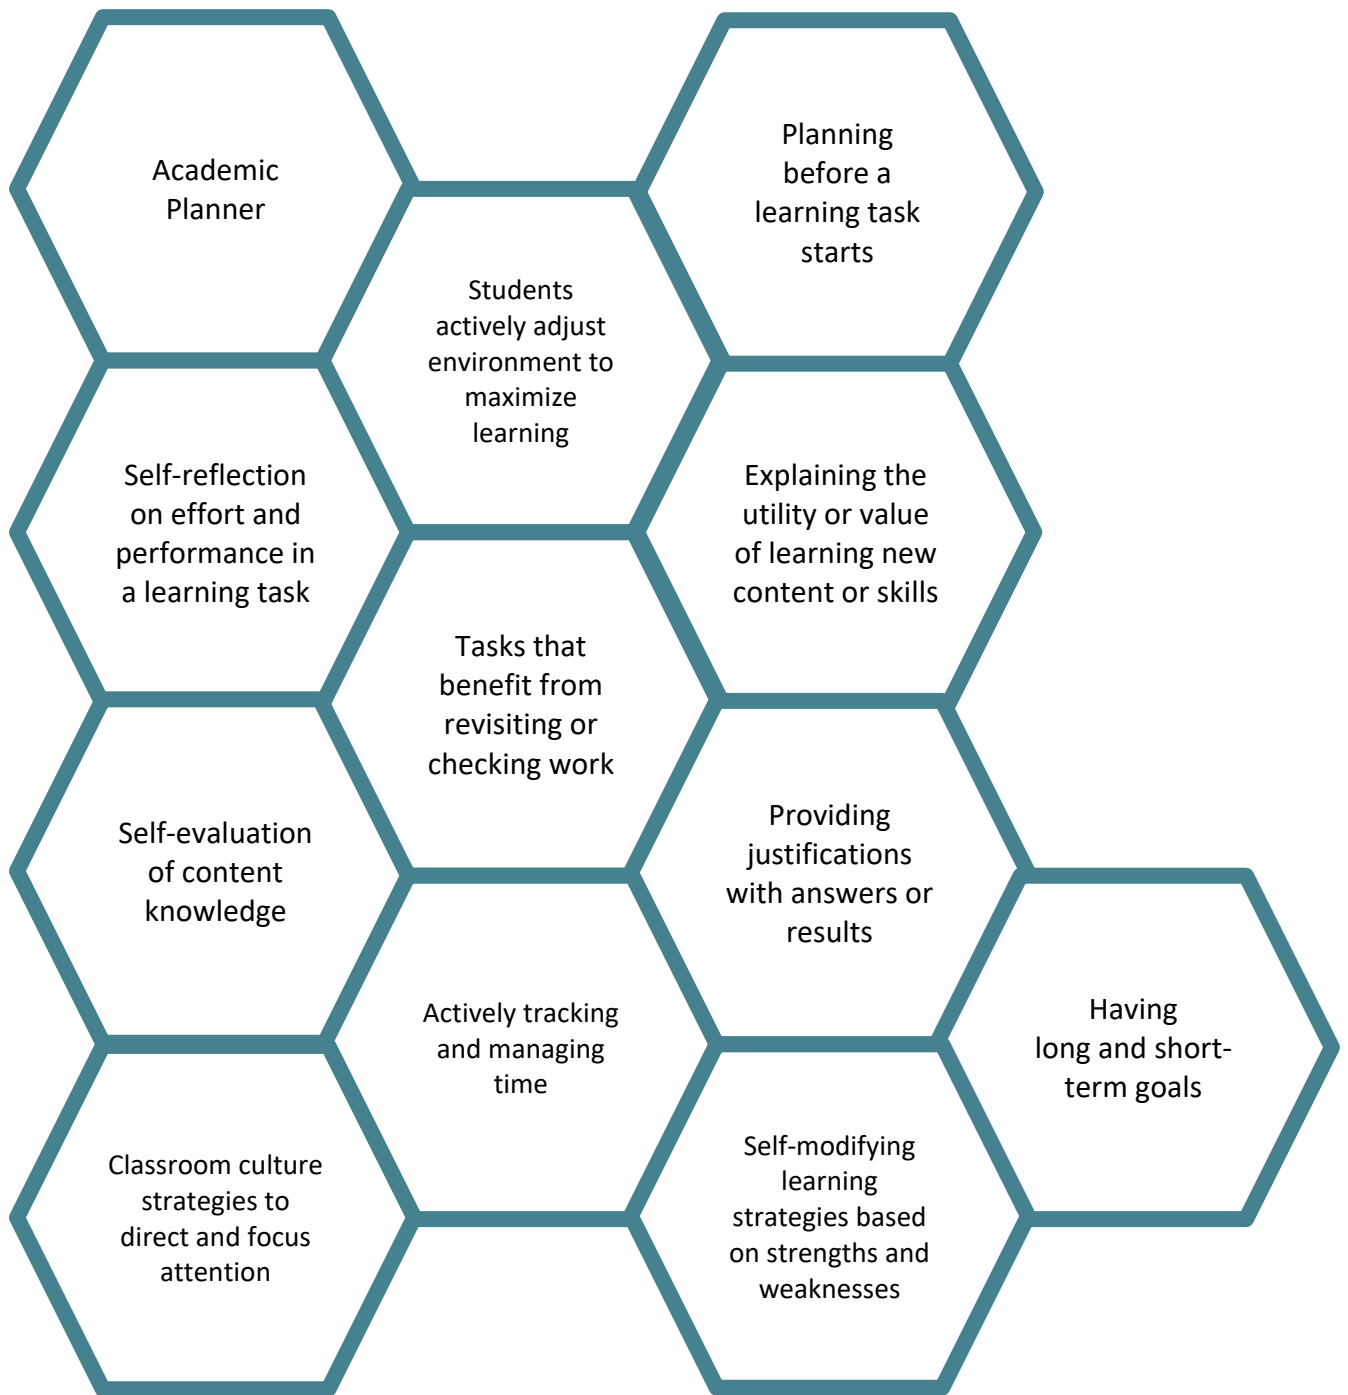 Academic
Planner
Planning
before a
learning task
starts
Students
actively adjust
environment to
maximize
learning
Self-reflection
on effort and
performance in
a learning task
Explaining the
utility or value
of learning new
content or skills
Tasks that
benefit from
revisiting or
checking work
Self-evaluation
of content
knowledge
Providing
justifications
with answers or
results
Actively tracking
and managing
time
Having
long and short-
term goals
Classroom culture
strategies to
direct and focus
attention
Self-modifying
learning
strategies based
on strengths and
weaknesses